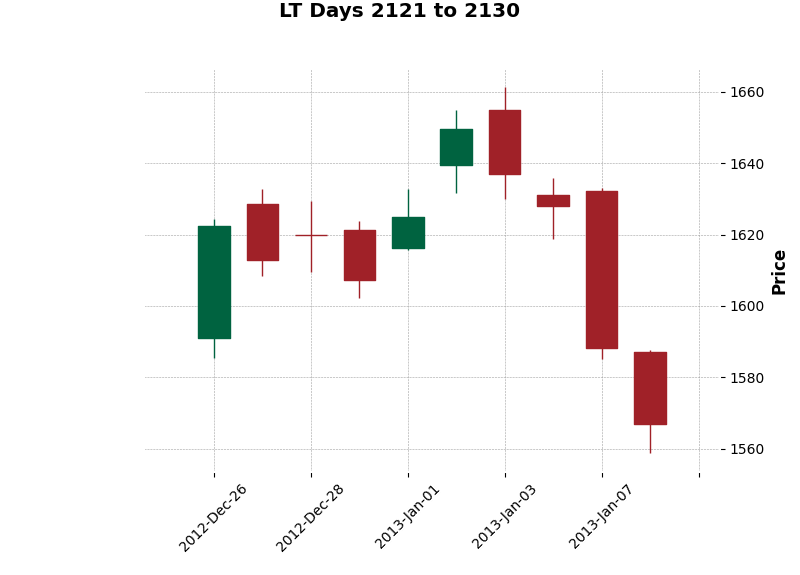 LT Days 2121 to 2130
1660
1640
1620
1600
1580
1560
Price
2012-Dec-26
2012-Dec-28
2013-Jan-01
2013-Jan-03
2013-Jan-07